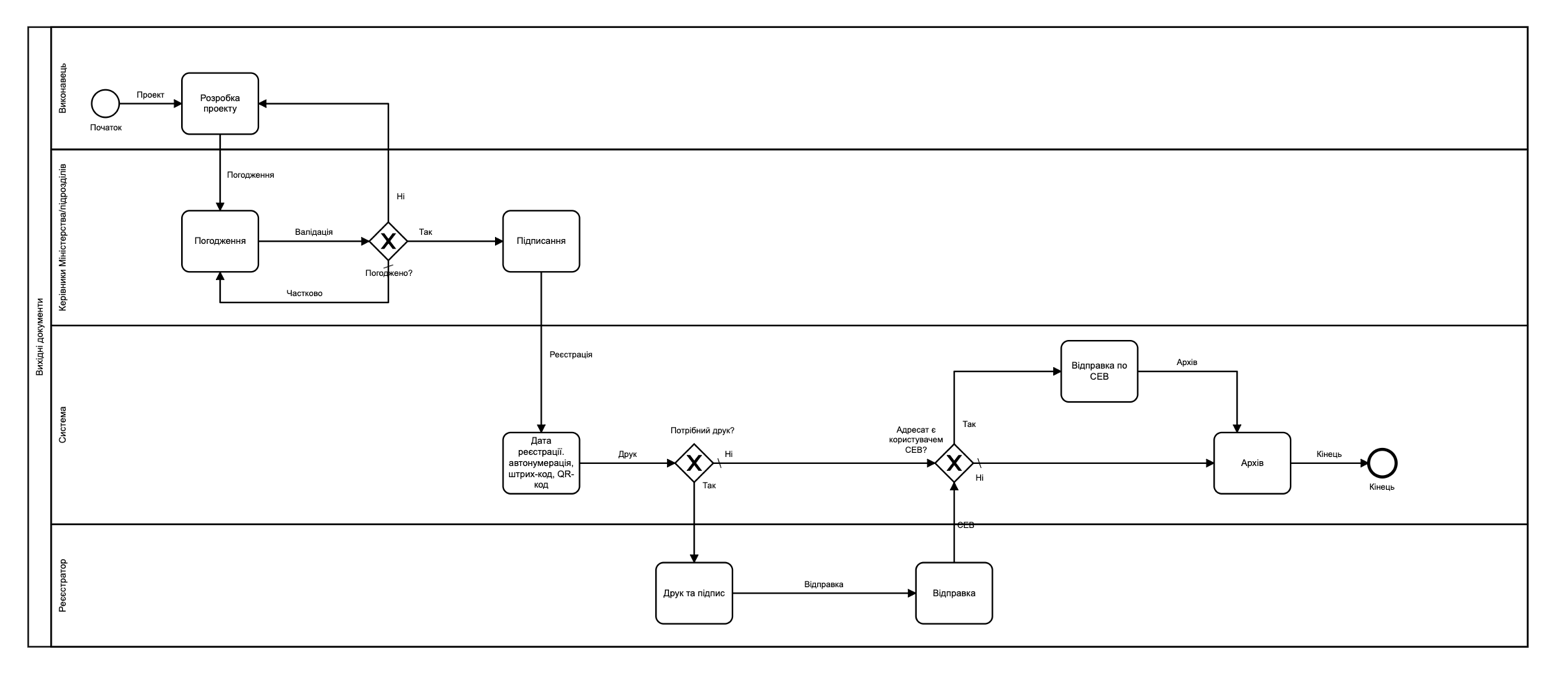 Вихідні документи
Виконавець
Початок
Проект
Розробка
проекту
Керівники Міністерства/підрозділів
Погодження
Погодження
Валідація
Ні
Погоджено?
Так
Частково
Підписання
Система
Реєстрація
Дата
реєстрації.
автонумерація,
штрих-код, QR-
код
Друк
Потрібний друк?
Ні
Так
Адресат є
користувачем
СЕВ?
Так
Ні
Відправка по
СЕВ
Архів
Архів
Кінець
Кінець
Реєєстратор
Друк та підпис
Відправка
Відправка
СЕВ